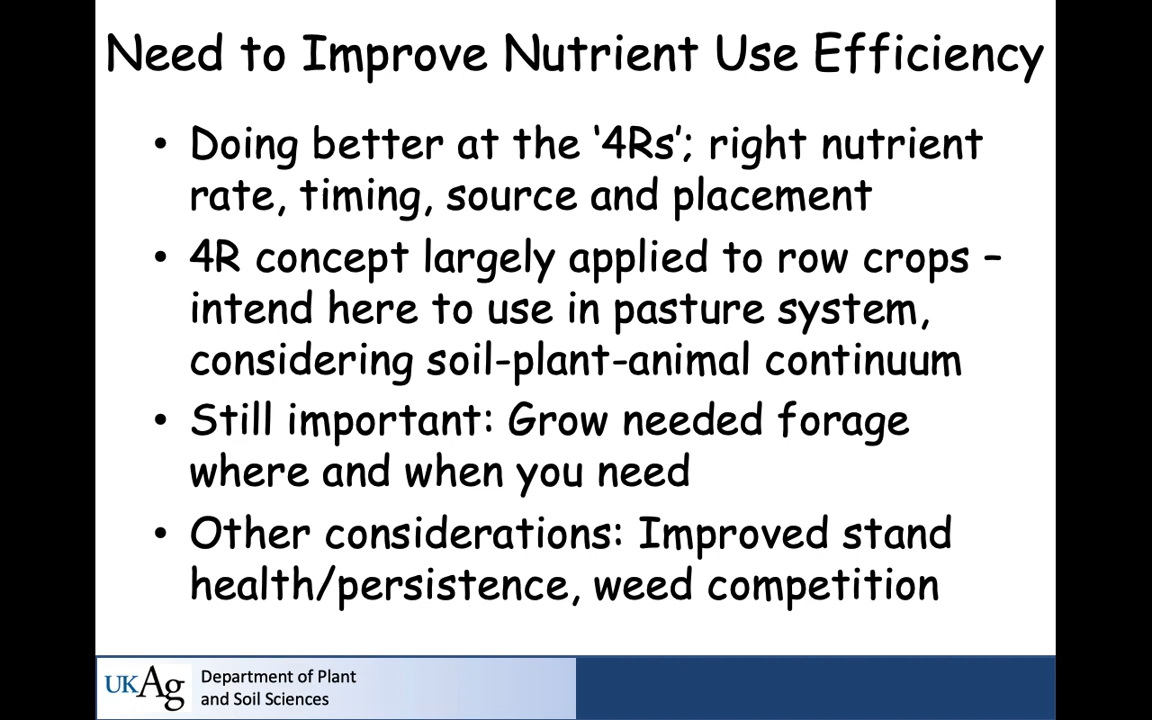 Need to Improve Nutrient Use Efficiency
• Doing better at the ‘4Rs’; right nutrient
rate, timing, source and placement
• 4R concept largely applied to row crops –
intend here to use in pasture system,
considering soil-plant-animal continuum
• Still important: Grow needed forage
where and when you need
• Other considerations: Improved stand
health/persistence, weed competition
UKAg
Department of Plant
and Soil Sciences